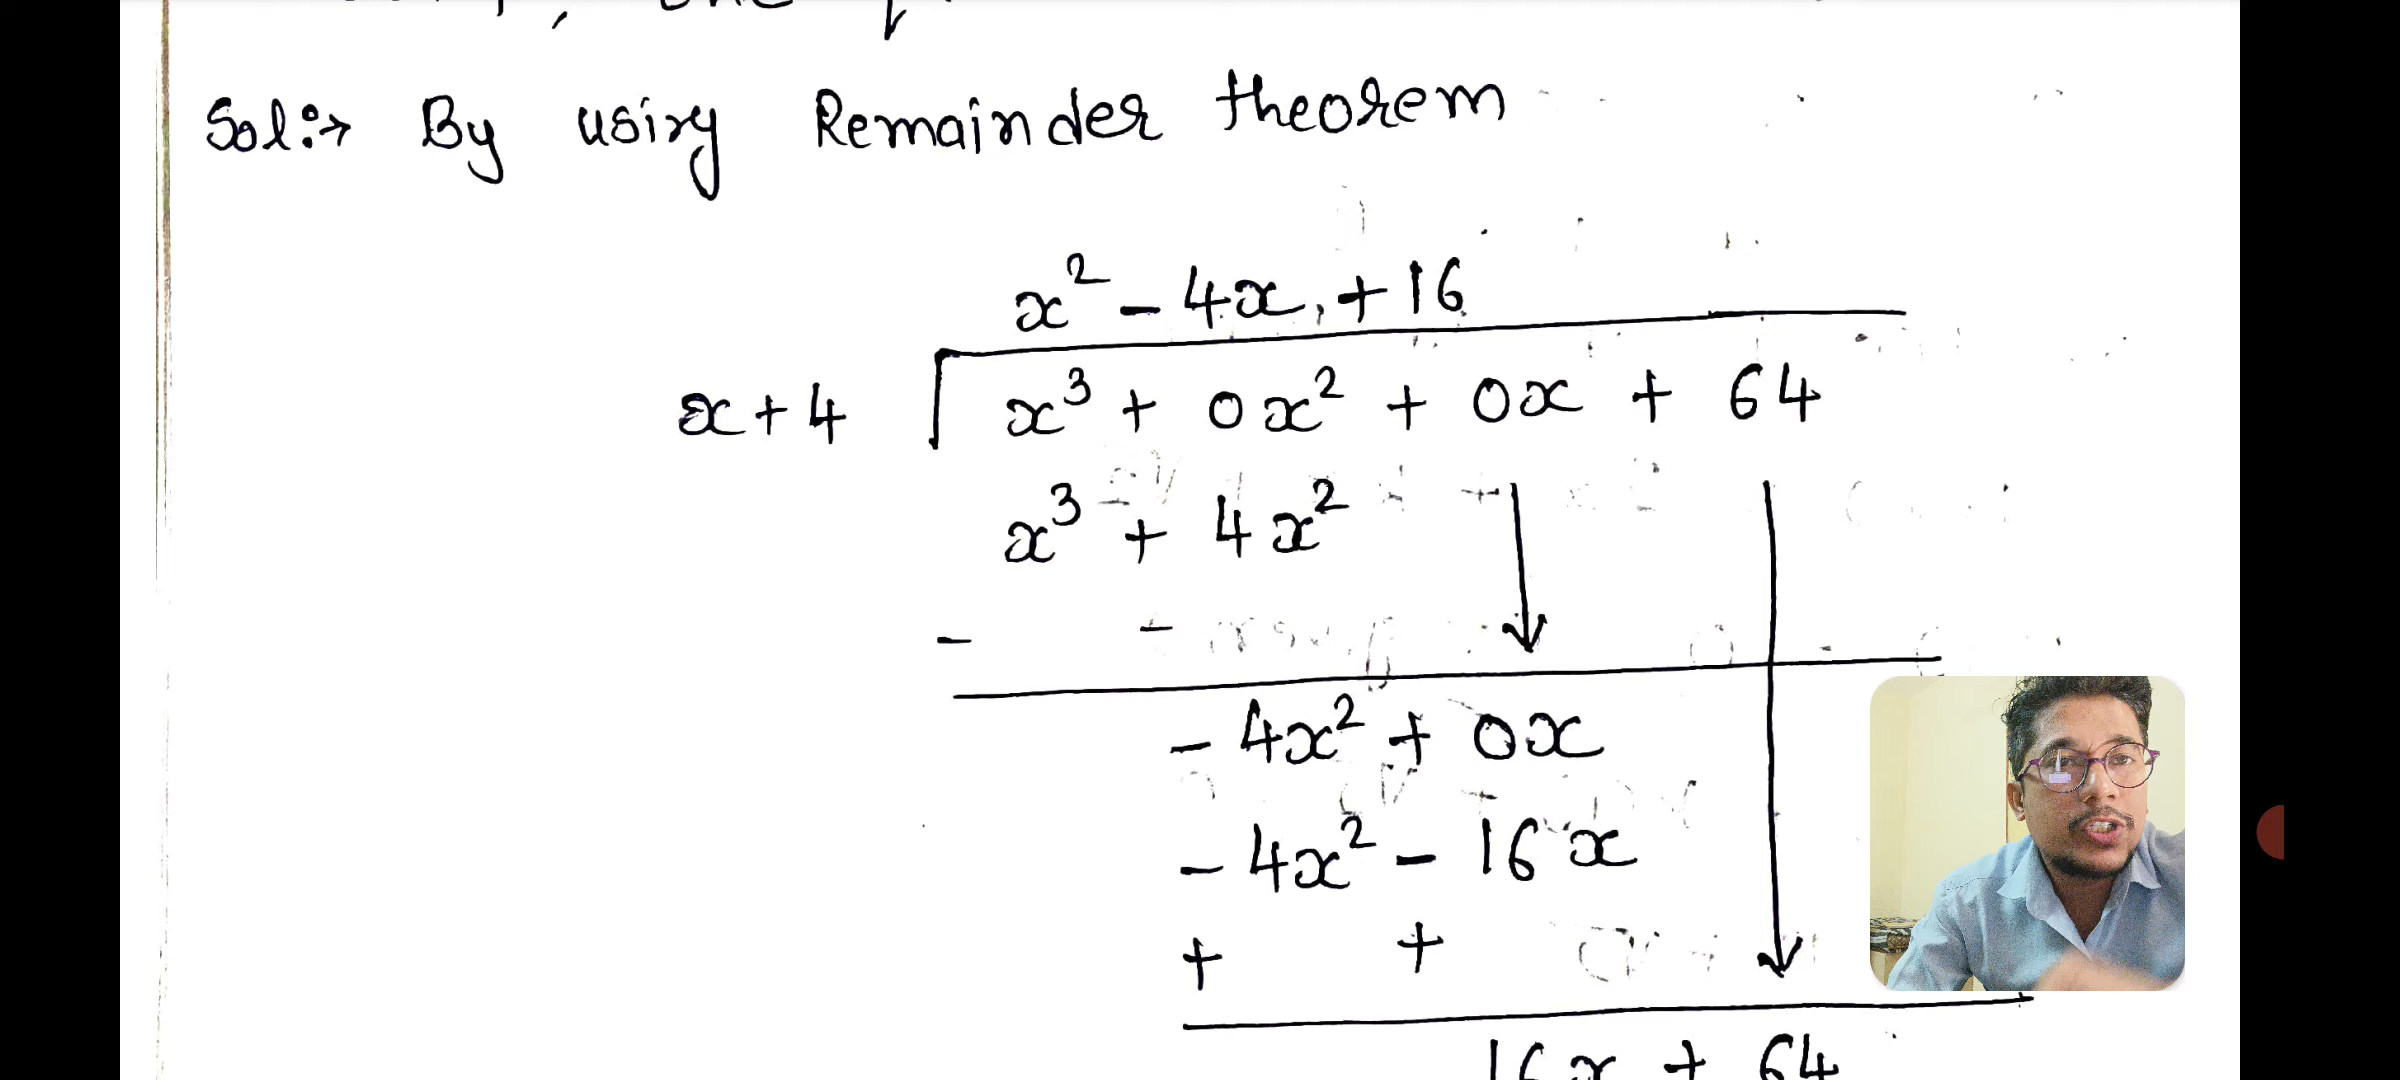 Sol:→ By using Remainder theorem
x² - 4x + 16
x + 4 x³ + 0x² + 0x + 64
x³ + 4x²
- -
- 4x² + 0x
- 4x² - 16x
+ +
16x + 64